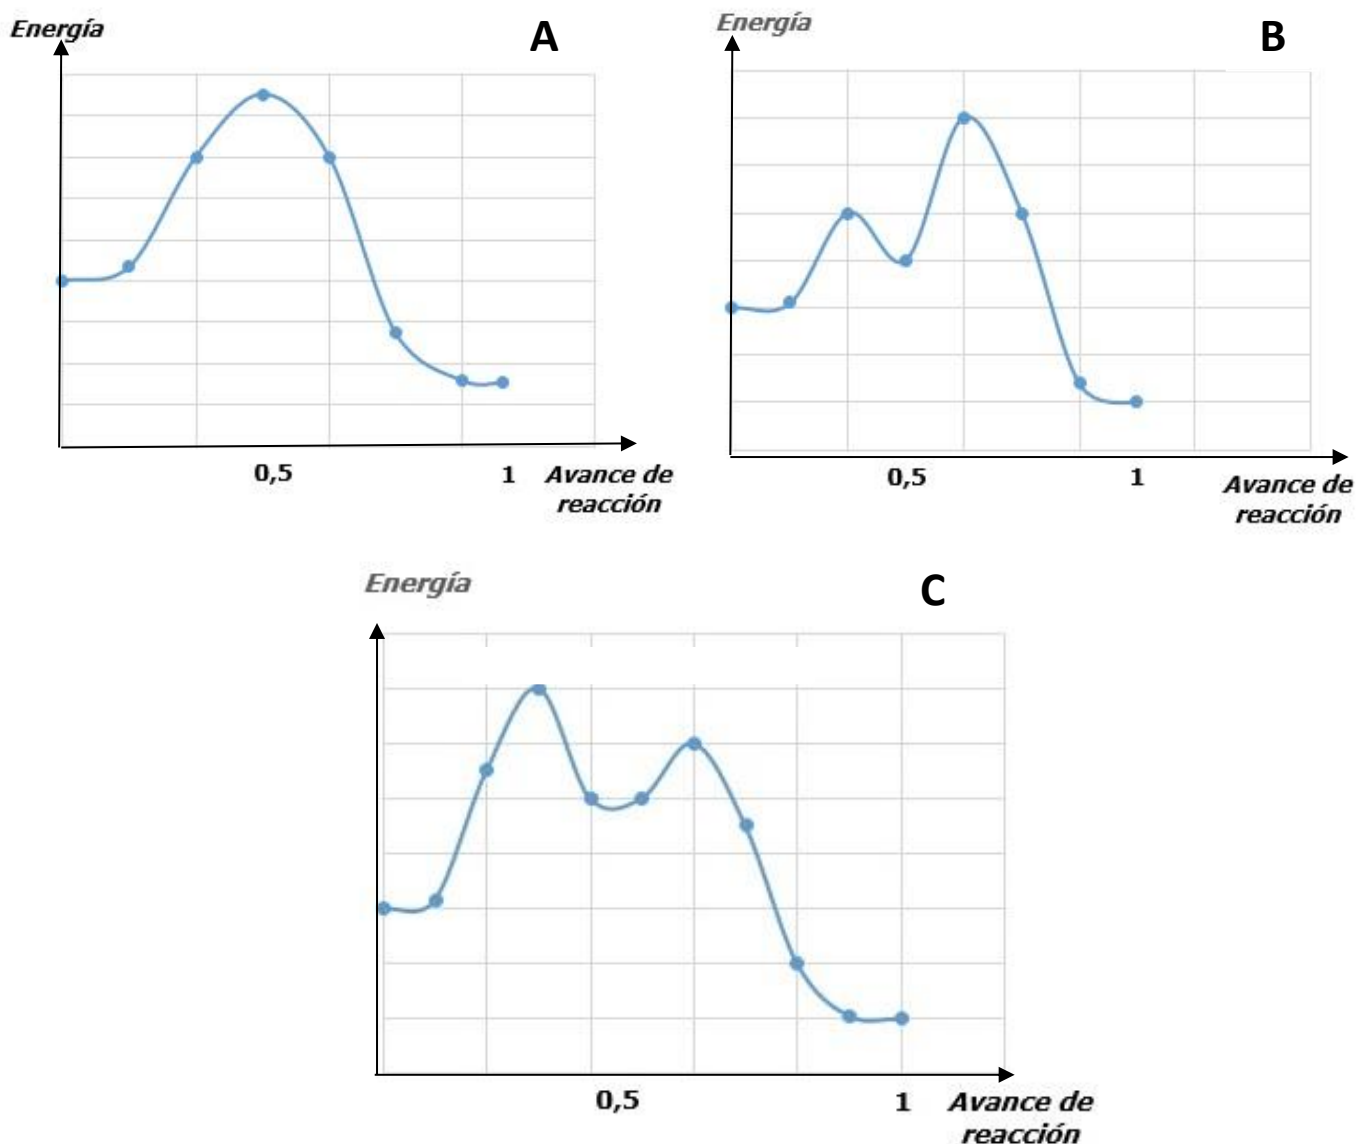 Energía
A
0,5
1
Avance de
reacción
Energía
B
0,5
1
Avance de
reacción
Energía
C
0,5
1
Avance de
reacción